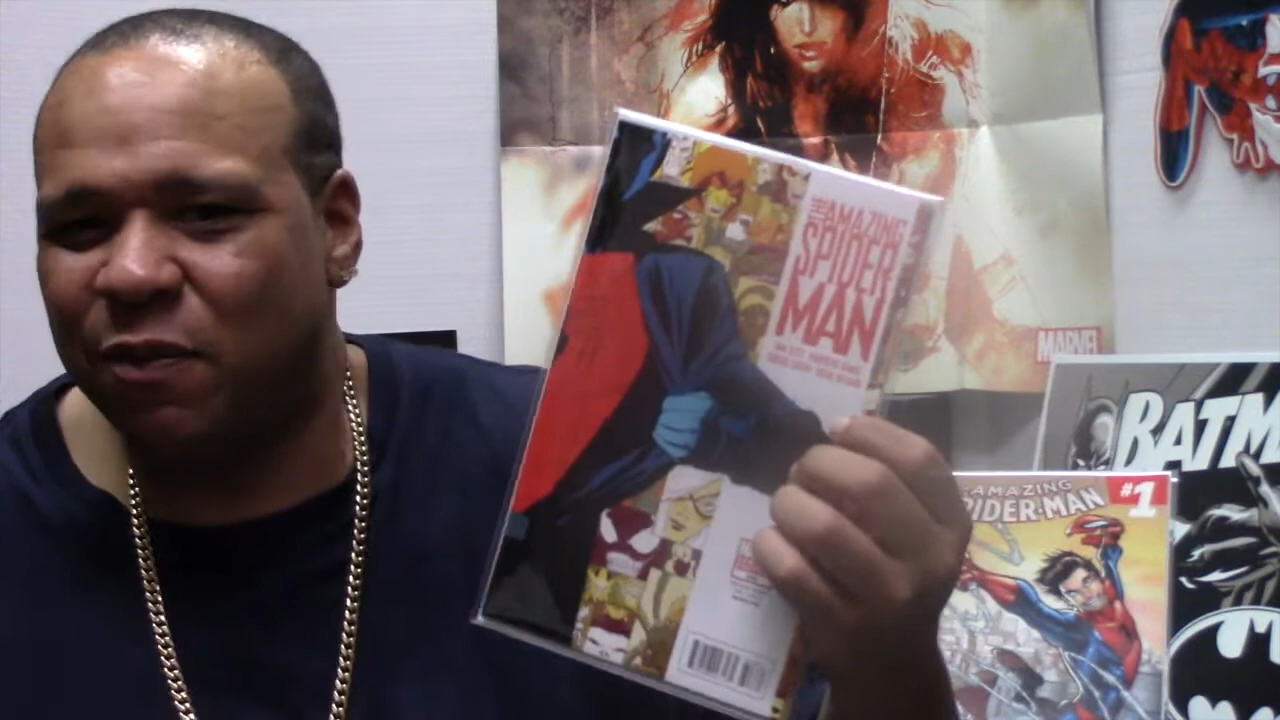 THE AMAZING
SPIDER
MAN
MARVEL
BATM
AMAZING
SPIDER-MAN
#1